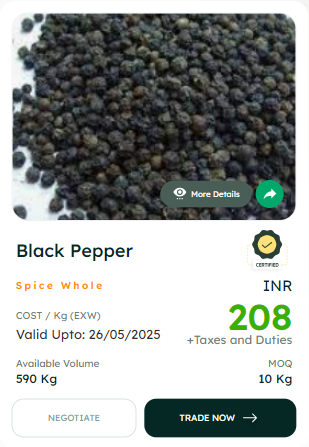 More Details
Black Pepper
CERTIFIED
Spice Whole
INR
COST / Kg (EXW)
208
Valid Upto: 26/05/2025
+Taxes and Duties
Available Volume
MOQ
590 Kg
10 Kg
NEGOTIATE
TRADE NOW